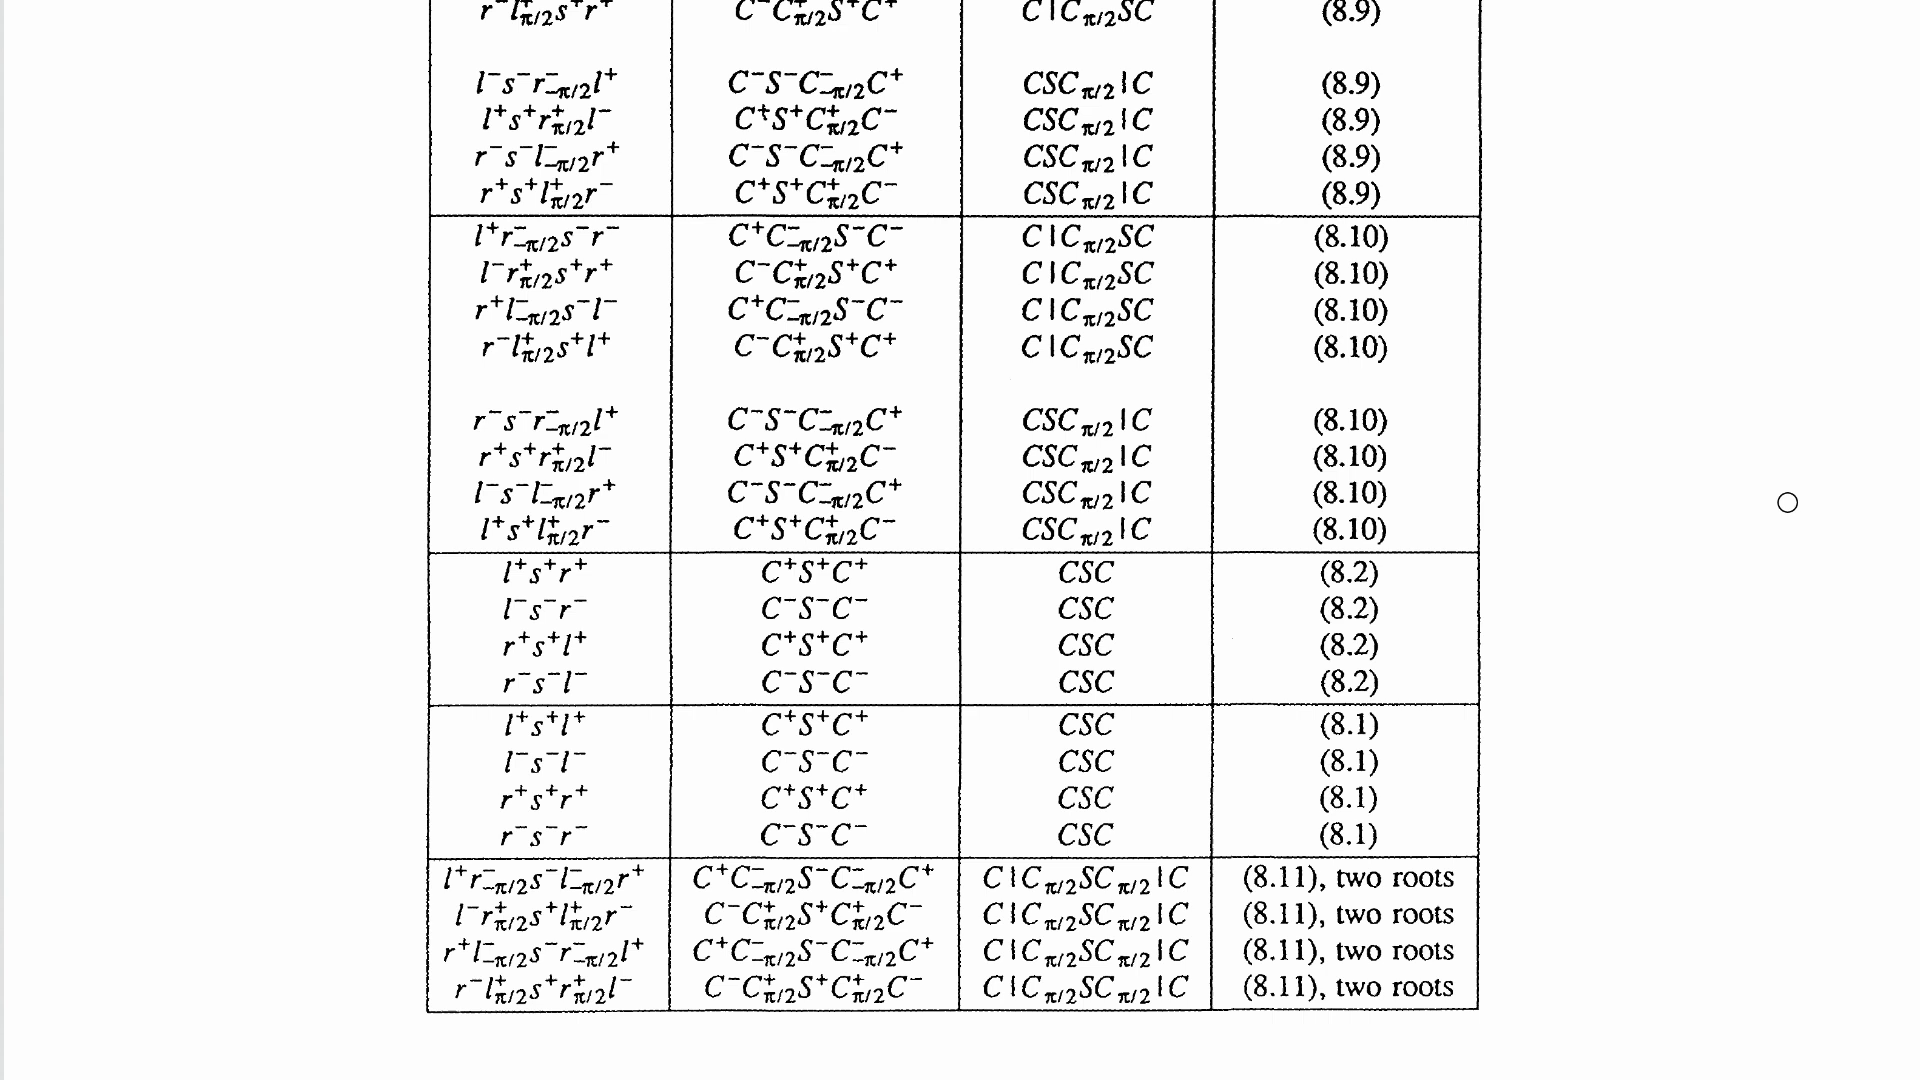 r⁻l⁺π/2s⁺r⁺ C⁻C⁺π/2S⁺C⁺ C|Cπ/2SC (8.9)
l⁻s⁻r⁻-π/2l⁺ C⁻S⁻C⁻-π/2C⁺ CSCπ/2|C (8.9)
l⁺s⁺r⁺π/2l⁻ C⁺S⁺C⁺π/2C⁻ CSCπ/2|C (8.9)
r⁻s⁻l⁻-π/2r⁺ C⁻S⁻C⁻-π/2C⁺ CSCπ/2|C (8.9)
r⁺s⁺l⁺π/2r⁻ C⁺S⁺C⁺π/2C⁻ CSCπ/2|C (8.9)
l⁺r⁻-π/2s⁻r⁻ C⁺C⁻-π/2S⁻C⁻ C|Cπ/2SC (8.10)
l⁻r⁺π/2s⁺r⁺ C⁻C⁺π/2S⁺C⁺ C|Cπ/2SC (8.10)
r⁺l⁻-π/2s⁻l⁻ C⁺C⁻-π/2S⁻C⁻ C|Cπ/2SC (8.10)
r⁻l⁺π/2s⁺l⁺ C⁻C⁺π/2S⁺C⁺ C|Cπ/2SC (8.10)
r⁻s⁻r⁻-π/2l⁺ C⁻S⁻C⁻-π/2C⁺ CSCπ/2|C (8.10)
r⁺s⁺r⁺π/2l⁻ C⁺S⁺C⁺π/2C⁻ CSCπ/2|C (8.10)
l⁻s⁻l⁻-π/2r⁺ C⁻S⁻C⁻-π/2C⁺ CSCπ/2|C (8.10)
l⁺s⁺l⁺π/2r⁻ C⁺S⁺C⁺π/2C⁻ CSCπ/2|C (8.10)
l⁺s⁺r⁺ C⁺S⁺C⁺ CSC (8.2)
l⁻s⁻r⁻ C⁻S⁻C⁻ CSC (8.2)
r⁺s⁺l⁺ C⁺S⁺C⁺ CSC (8.2)
r⁻s⁻l⁻ C⁻S⁻C⁻ CSC (8.2)
l⁺s⁺l⁺ C⁺S⁺C⁺ CSC (8.1)
l⁻s⁻l⁻ C⁻S⁻C⁻ CSC (8.1)
r⁺s⁺r⁺ C⁺S⁺C⁺ CSC (8.1)
r⁻s⁻r⁻ C⁻S⁻C⁻ CSC (8.1)
l⁺r⁻-π/2s⁻l⁻-π/2r⁺ C⁺C⁻-π/2S⁻C⁻-π/2C⁺ C|Cπ/2SCπ/2|C (8.11), two roots
l⁻r⁺π/2s⁺l⁺π/2r⁻ C⁻C⁺π/2S⁺C⁺π/2C⁻ C|Cπ/2SCπ/2|C (8.11), two roots
r⁺l⁻-π/2s⁻r⁻-π/2l⁺ C⁺C⁻-π/2S⁻C⁻-π/2C⁺ C|Cπ/2SCπ/2|C (8.11), two roots
r⁻l⁺π/2s⁺r⁺π/2l⁻ C⁻C⁺π/2S⁺C⁺π/2C⁻ C|Cπ/2SCπ/2|C (8.11), two roots